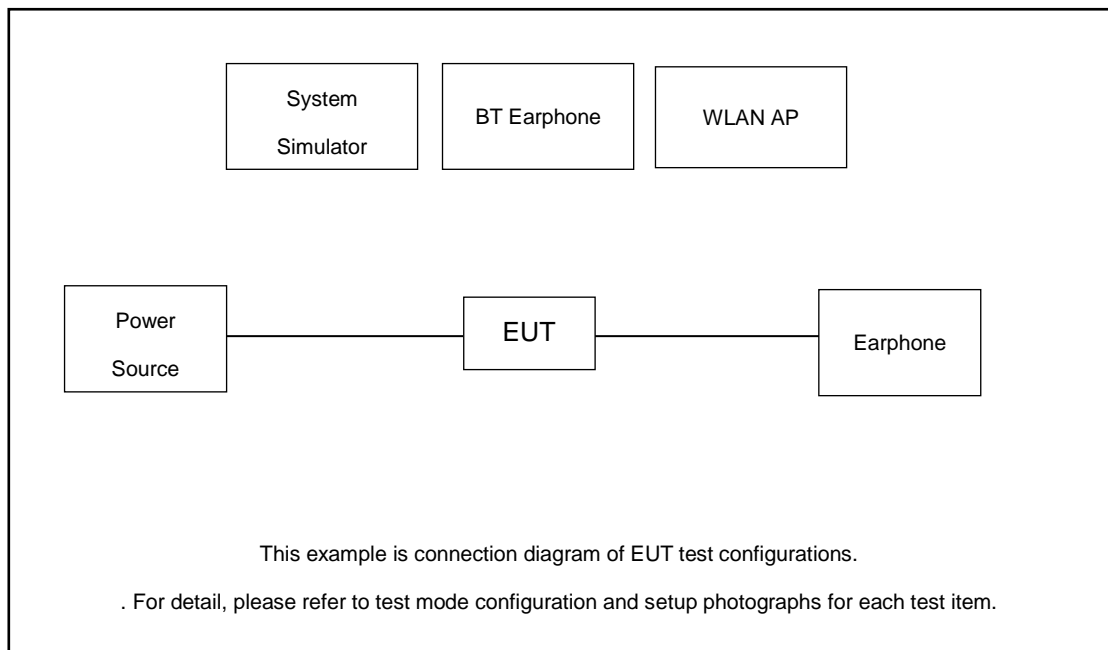 System
Simulator
BT Earphone
WLAN AP
Power
Source
EUT
Earphone
This example is connection diagram of EUT test configurations.
. For detail, please refer to test mode configuration and setup photographs for each test item.